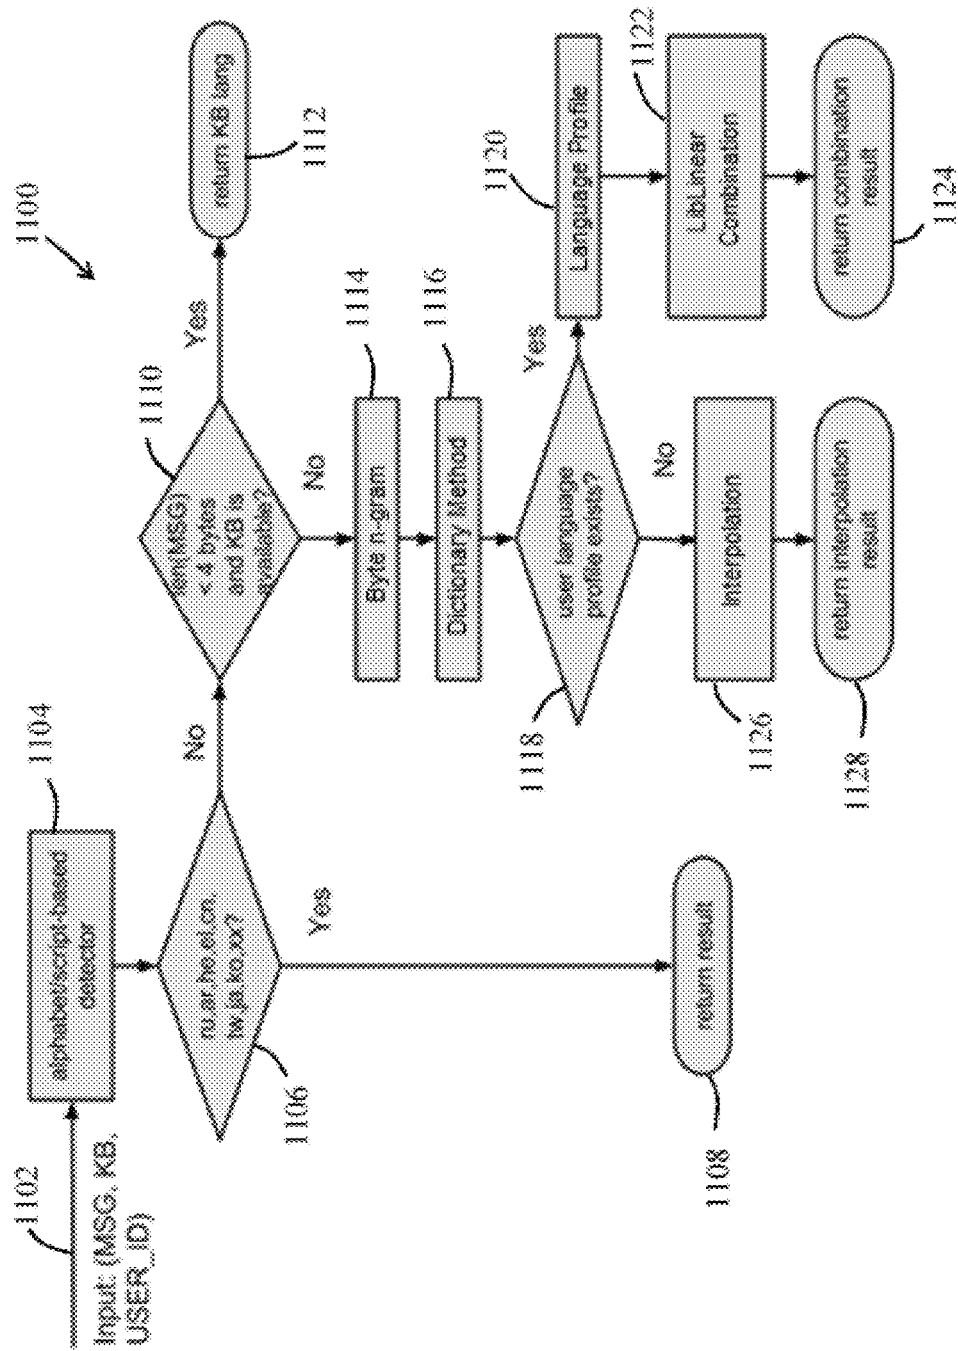 1100
1102
Input: (MSG, KB,
USER_ID)
1104
alphabet/script-based
detector
1106
ru,ar,he,el,cn,
tw,ja,ko,xx?
Yes
return result
1108
No
1110
len(MSG)
< 4 bytes
and KB is
available?
Yes
return KB lang
1112
No
Byte n-gram
1114
Dictionary Method
1116
user language
profile exists?
1118
Yes
Language Profile
1120
LibLinear
Combination
1122
return combination
result
1124
No
Interpolation
1126
return interpolation
result
1128